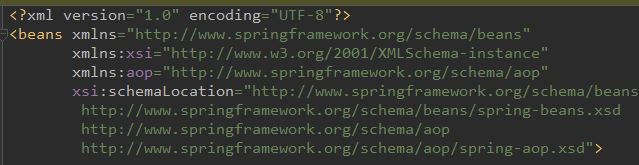 <?xml version="1.0" encoding="UTF-8"?>
<beans xmlns="http://www.springframework.org/schema/beans"
xmlns:xsi="http://www.w3.org/2001/XMLSchema-instance"
xmlns:aop="http://www.springframework.org/schema/aop"
xsi:schemaLocation="http://www.springframework.org/schema/beans
http://www.springframework.org/schema/beans/spring-beans.xsd
http://www.springframework.org/schema/aop
http://www.springframework.org/schema/aop/spring-aop.xsd">